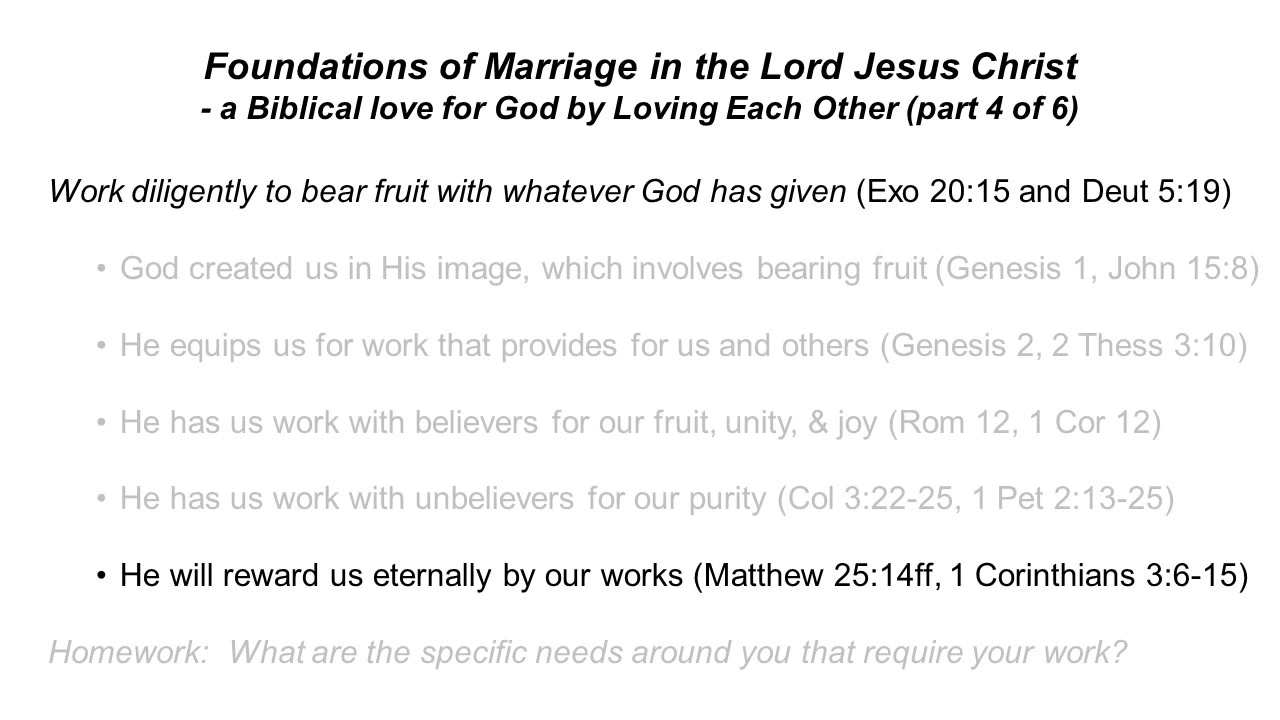 Foundations of Marriage in the Lord Jesus Christ
- a Biblical love for God by Loving Each Other (part 4 of 6)
Work diligently to bear fruit with whatever God has given (Exo 20:15 and Deut 5:19)
• God created us in His image, which involves bearing fruit (Genesis 1, John 15:8)
• He equips us for work that provides for us and others (Genesis 2, 2 Thess 3:10)
• He has us work with believers for our fruit, unity, & joy (Rom 12, 1 Cor 12)
• He has us work with unbelievers for our purity (Col 3:22-25, 1 Pet 2:13-25)
• He will reward us eternally by our works (Matthew 25:14ff, 1 Corinthians 3:6-15)
Homework: What are the specific needs around you that require your work?